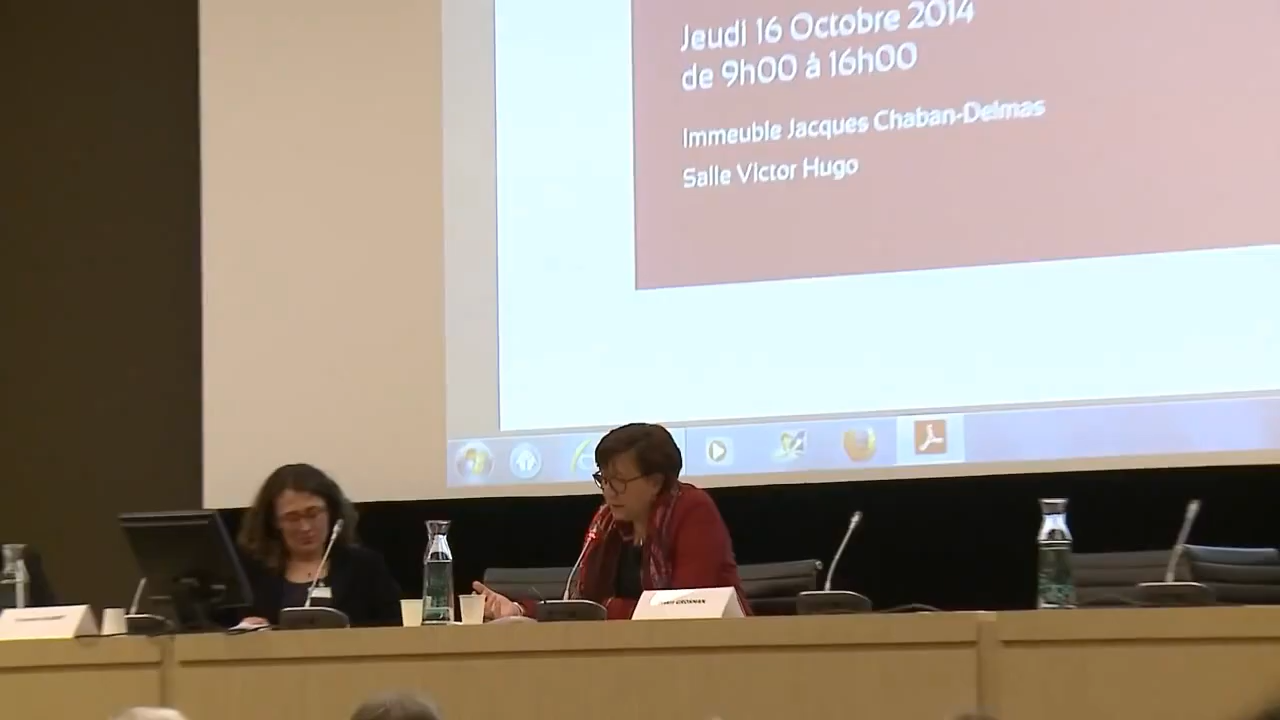 Jeudi 16 Octobre 2014
de 9h00 à 16h00
Immeuble Jacques Chaban-Delmas
Salle Victor Hugo